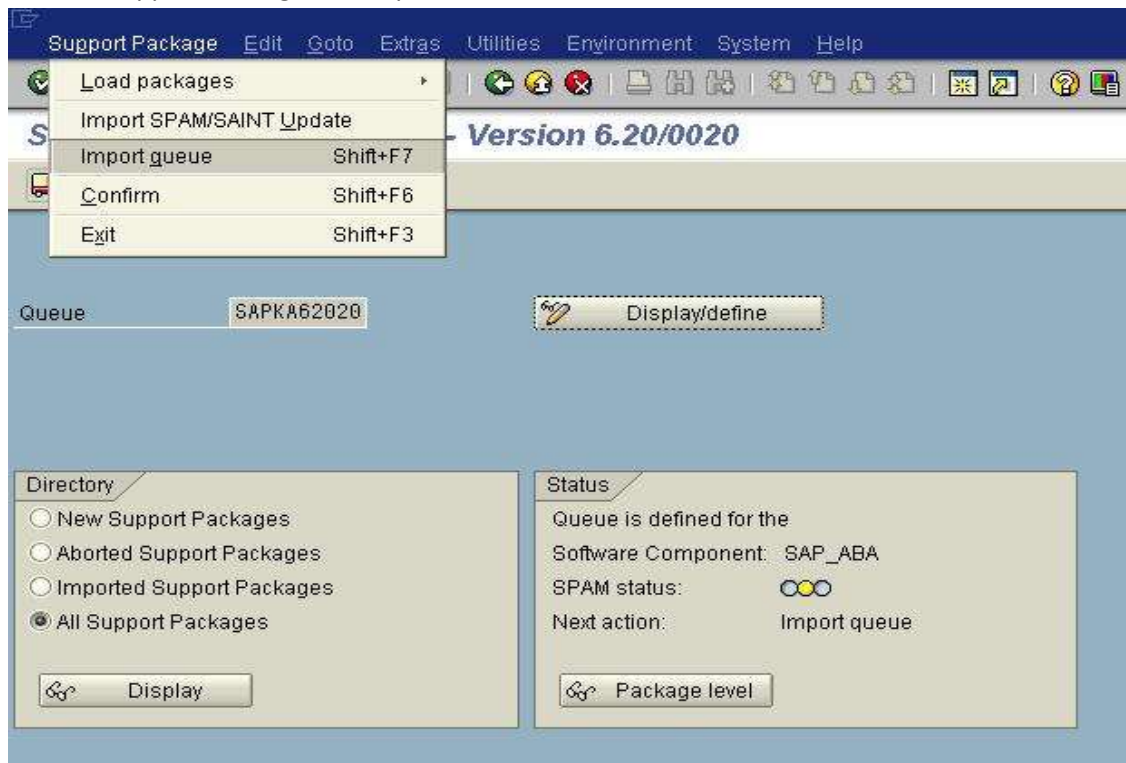 Support Package Edit Goto Extras Utilities Environment System Help
Load packages
Import SPAM/SAINT Update
S - Version 6.20/0020
Import queue Shift+F7
Confirm Shift+F6
Exit Shift+F3
Queue SAPKA62020 Display/define
Directory Status
New Support Packages Queue is defined for the
Aborted Support Packages Software Component: SAP_ABA
Imported Support Packages SPAM status:
All Support Packages Next action: Import queue
Display Package level